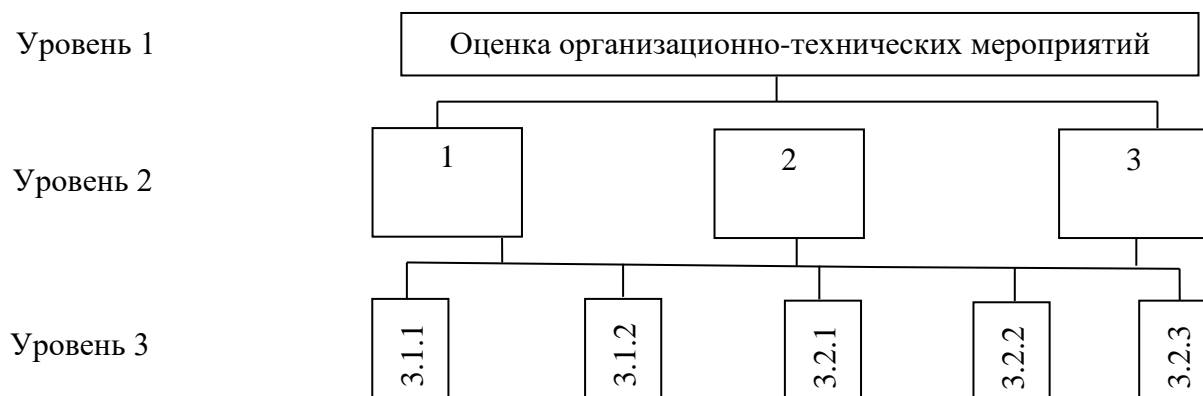 Уровень 1
Оценка организационно-технических мероприятий
Уровень 2
1
2
3
Уровень 3
3.1.1
3.1.2
3.2.1
3.2.2
3.2.3